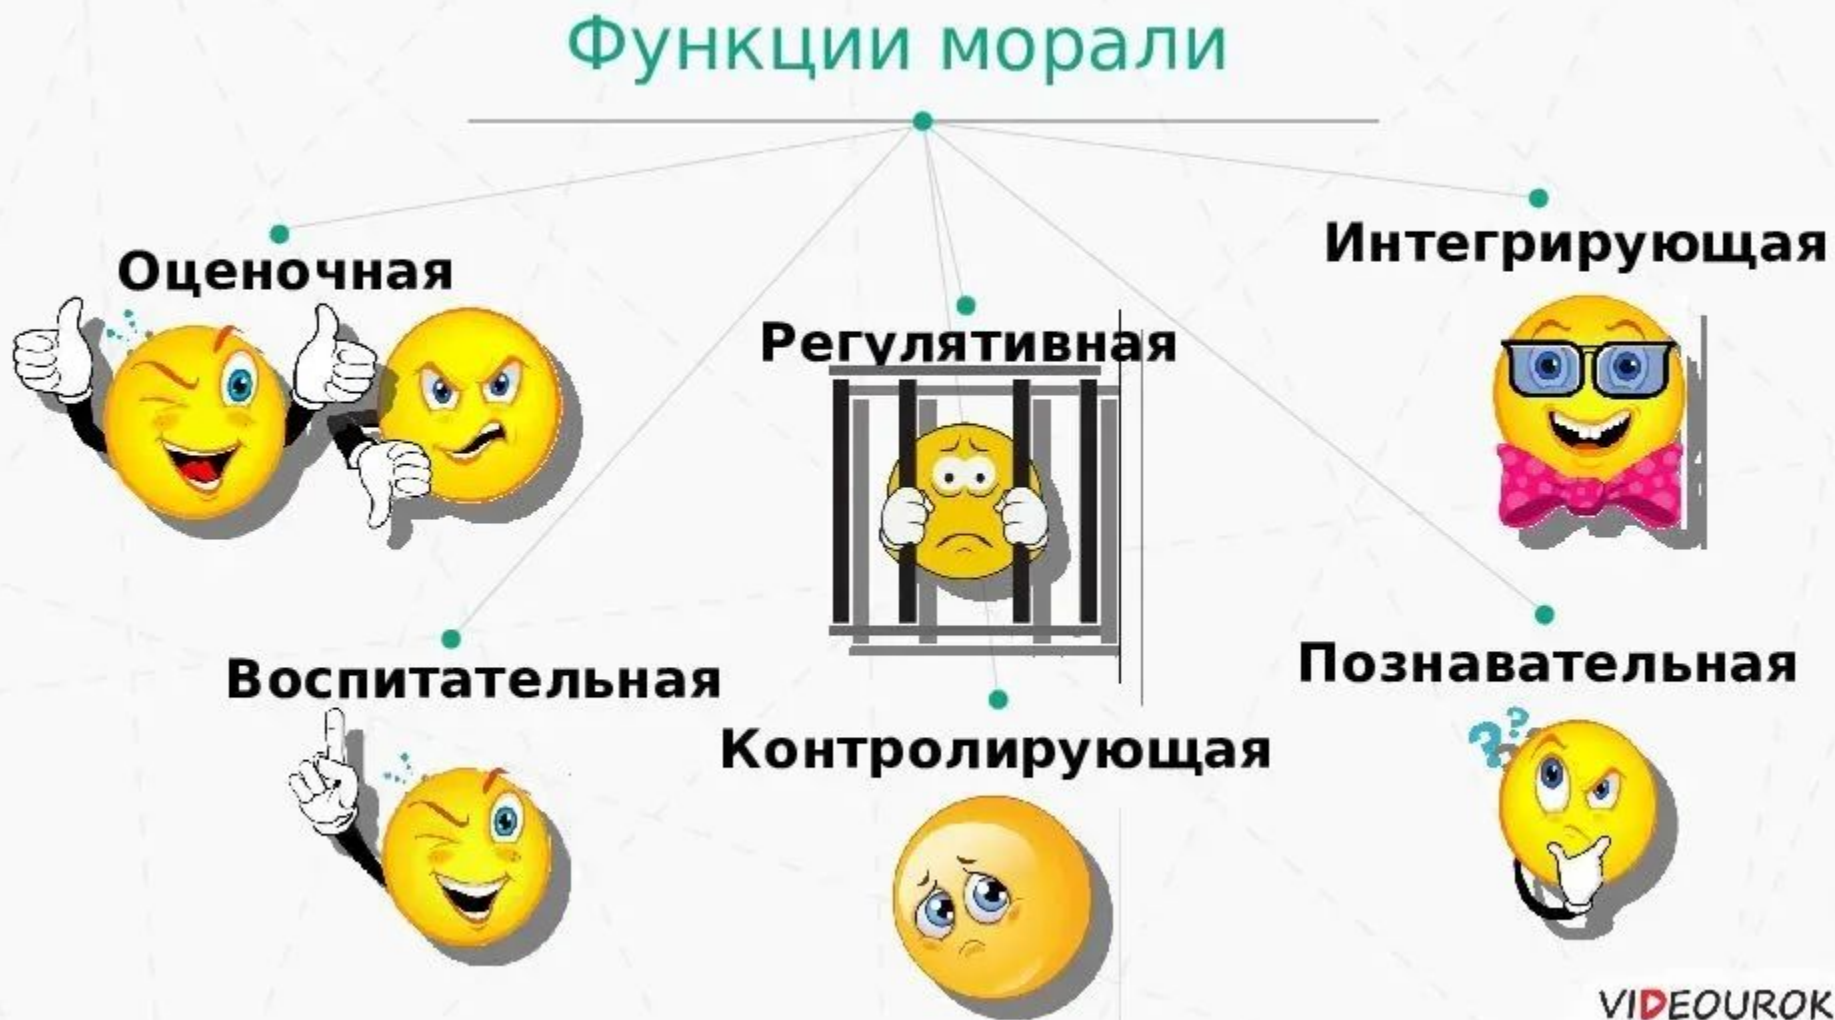 Функции морали
Оценочная
Интегрирующая
Регулятивная
Воспитательная
Познавательная
Контролирующая
??
VIDEOUROK